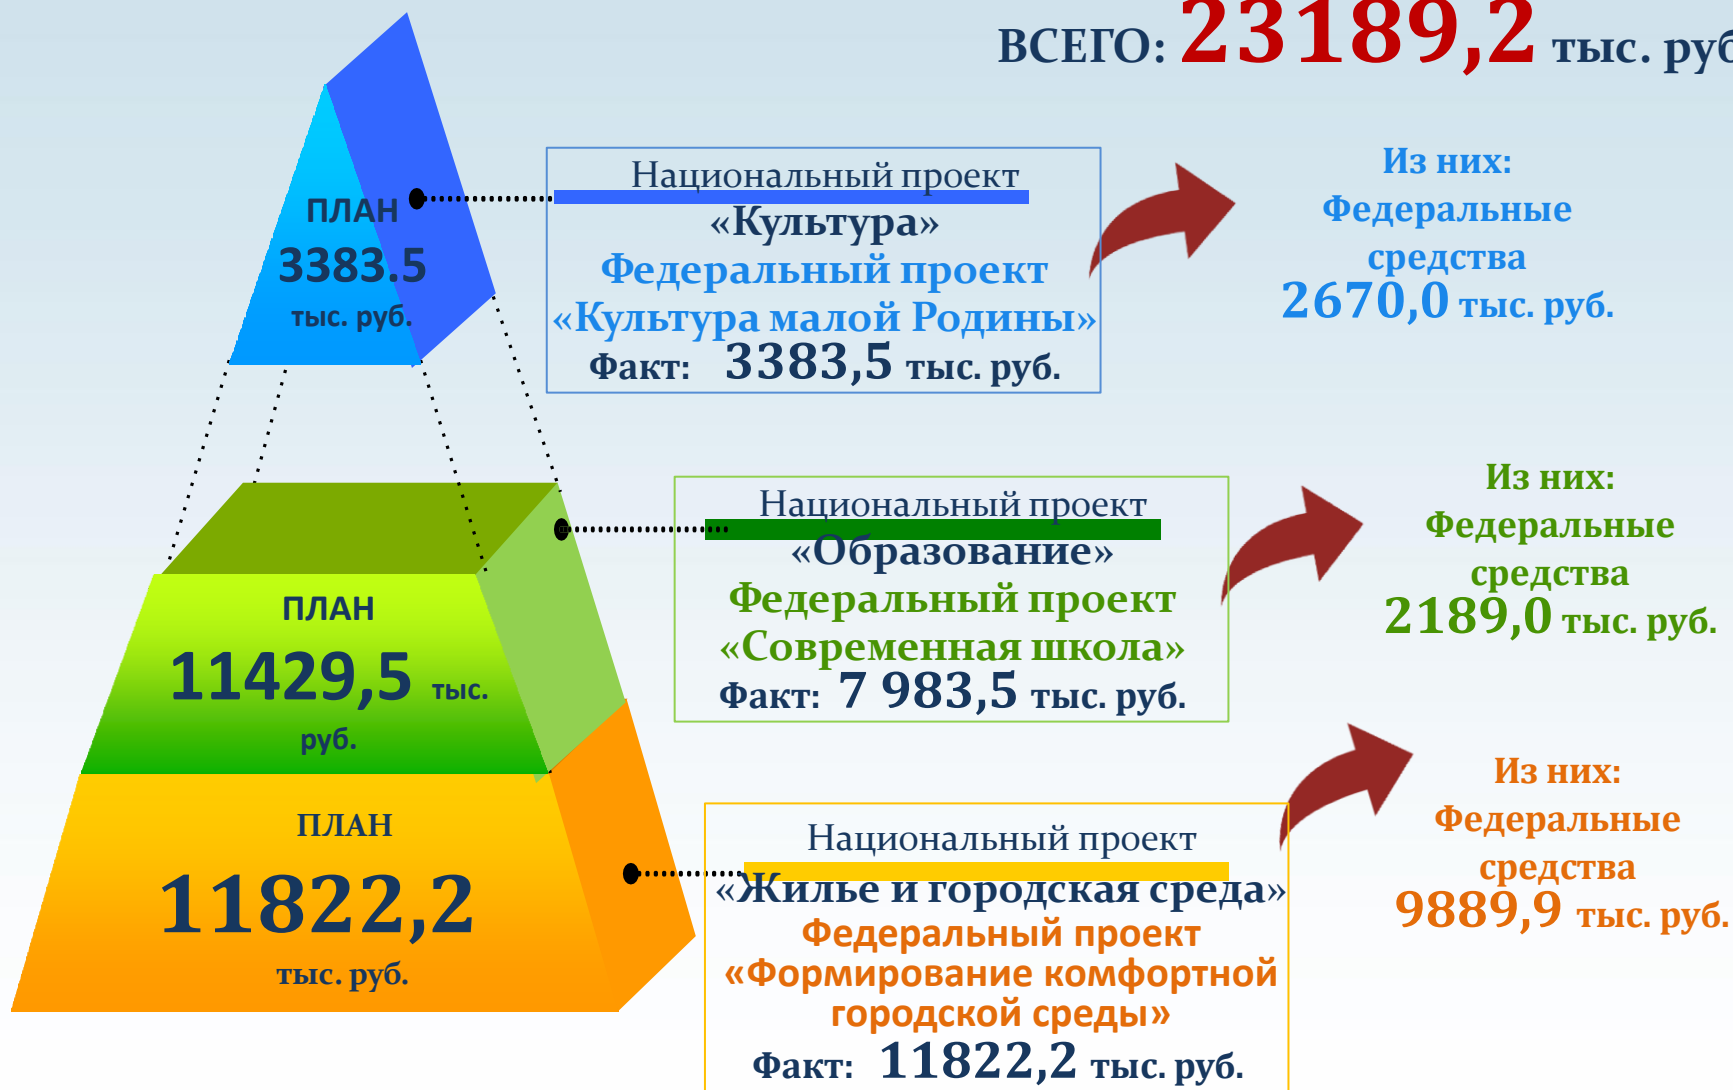 ВСЕГО: 23189,2 тыс. руб
ПЛАН
3383.5
тыс. руб.
Национальный проект
«Культура»
Федеральный проект
«Культура малой Родины»
Факт: 3383,5 тыс. руб.
Из них:
Федеральные
средства
2670,0 тыс. руб.
ПЛАН
11429,5 тыс.
руб.
Национальный проект
«Образование»
Федеральный проект
«Современная школа»
Факт: 7 983,5 тыс. руб.
Из них:
Федеральные
средства
2189,0 тыс. руб.
ПЛАН
11822,2
тыс. руб.
Национальный проект
«Жилье и городская среда»
Федеральный проект
«Формирование комфортной
городской среды»
Факт: 11822,2 тыс. руб.
Из них:
Федеральные
средства
9889,9 тыс. руб.